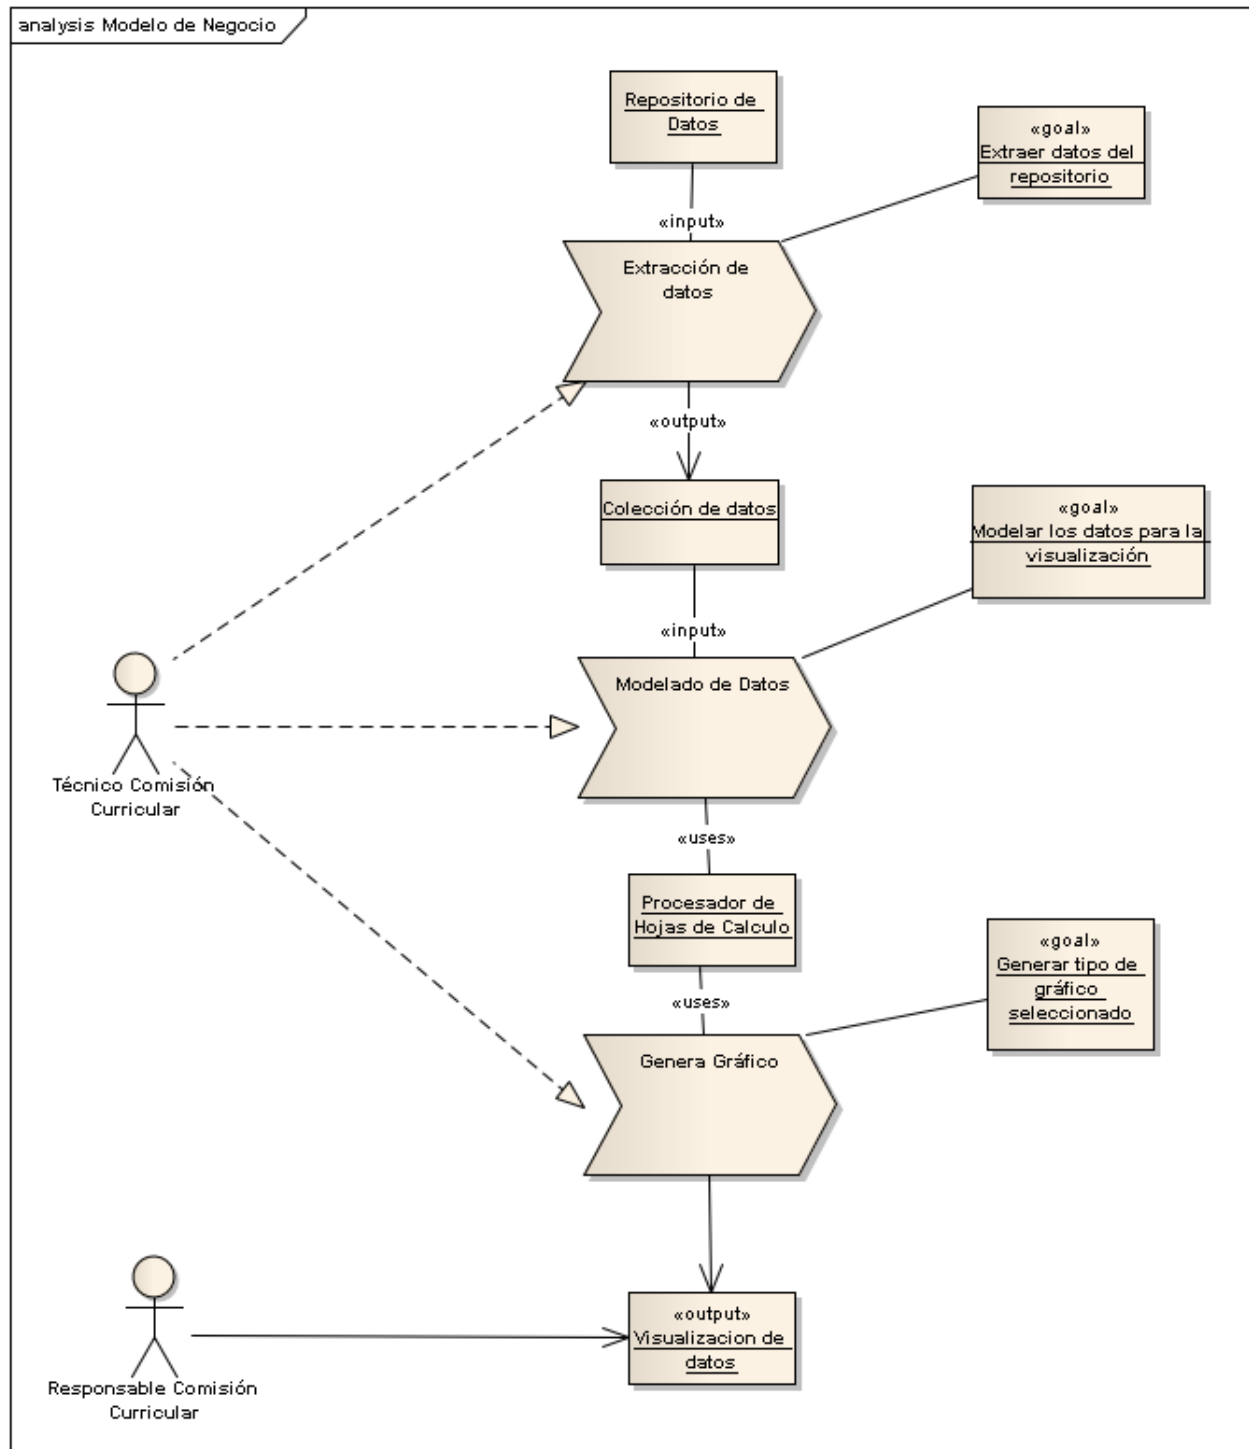 analysis Modelo de Negocio
Repositorio de
Datos
«goal»
Extraer datos del
repositorio
«input»
Extracción de
datos
«output»
Colección de datos
«goal»
Modelar los datos para la
visualización
«input»
Modelado de Datos
Técnico Comisión
Curricular
«uses»
Procesador de
Hojas de Calculo
«goal»
Generar tipo de
gráfico
seleccionado
«uses»
Genera Gráfico
«output»
Visualizacion de
datos
Responsable Comisión
Curricular